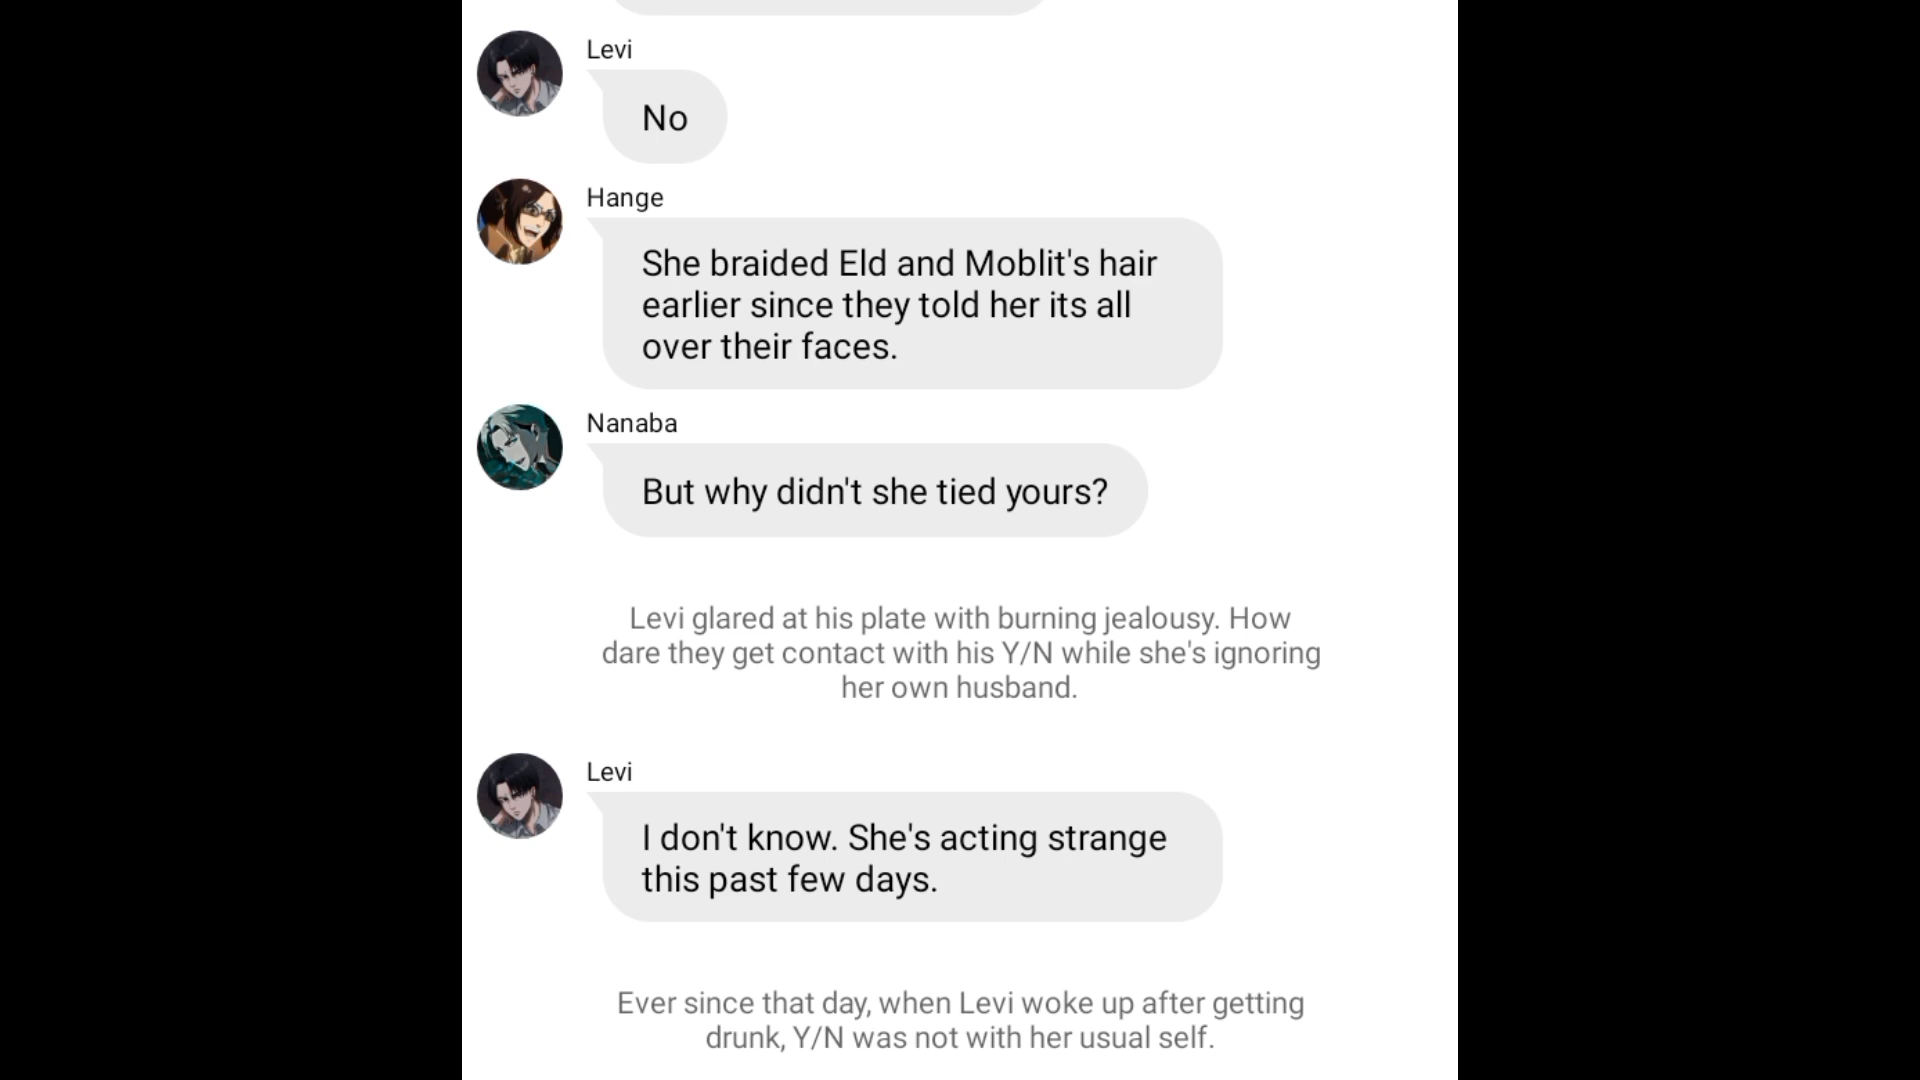 Levi
No
Hange
She braided Eld and Moblit's hair
earlier since they told her its all
over their faces.
Nanaba
But why didn't she tied yours?
Levi glared at his plate with burning jealousy. How
dare they get contact with his Y/N while she's ignoring
her own husband.
Levi
I don't know. She's acting strange
this past few days.
Ever since that day, when Levi woke up after getting
drunk, Y/N was not with her usual self.